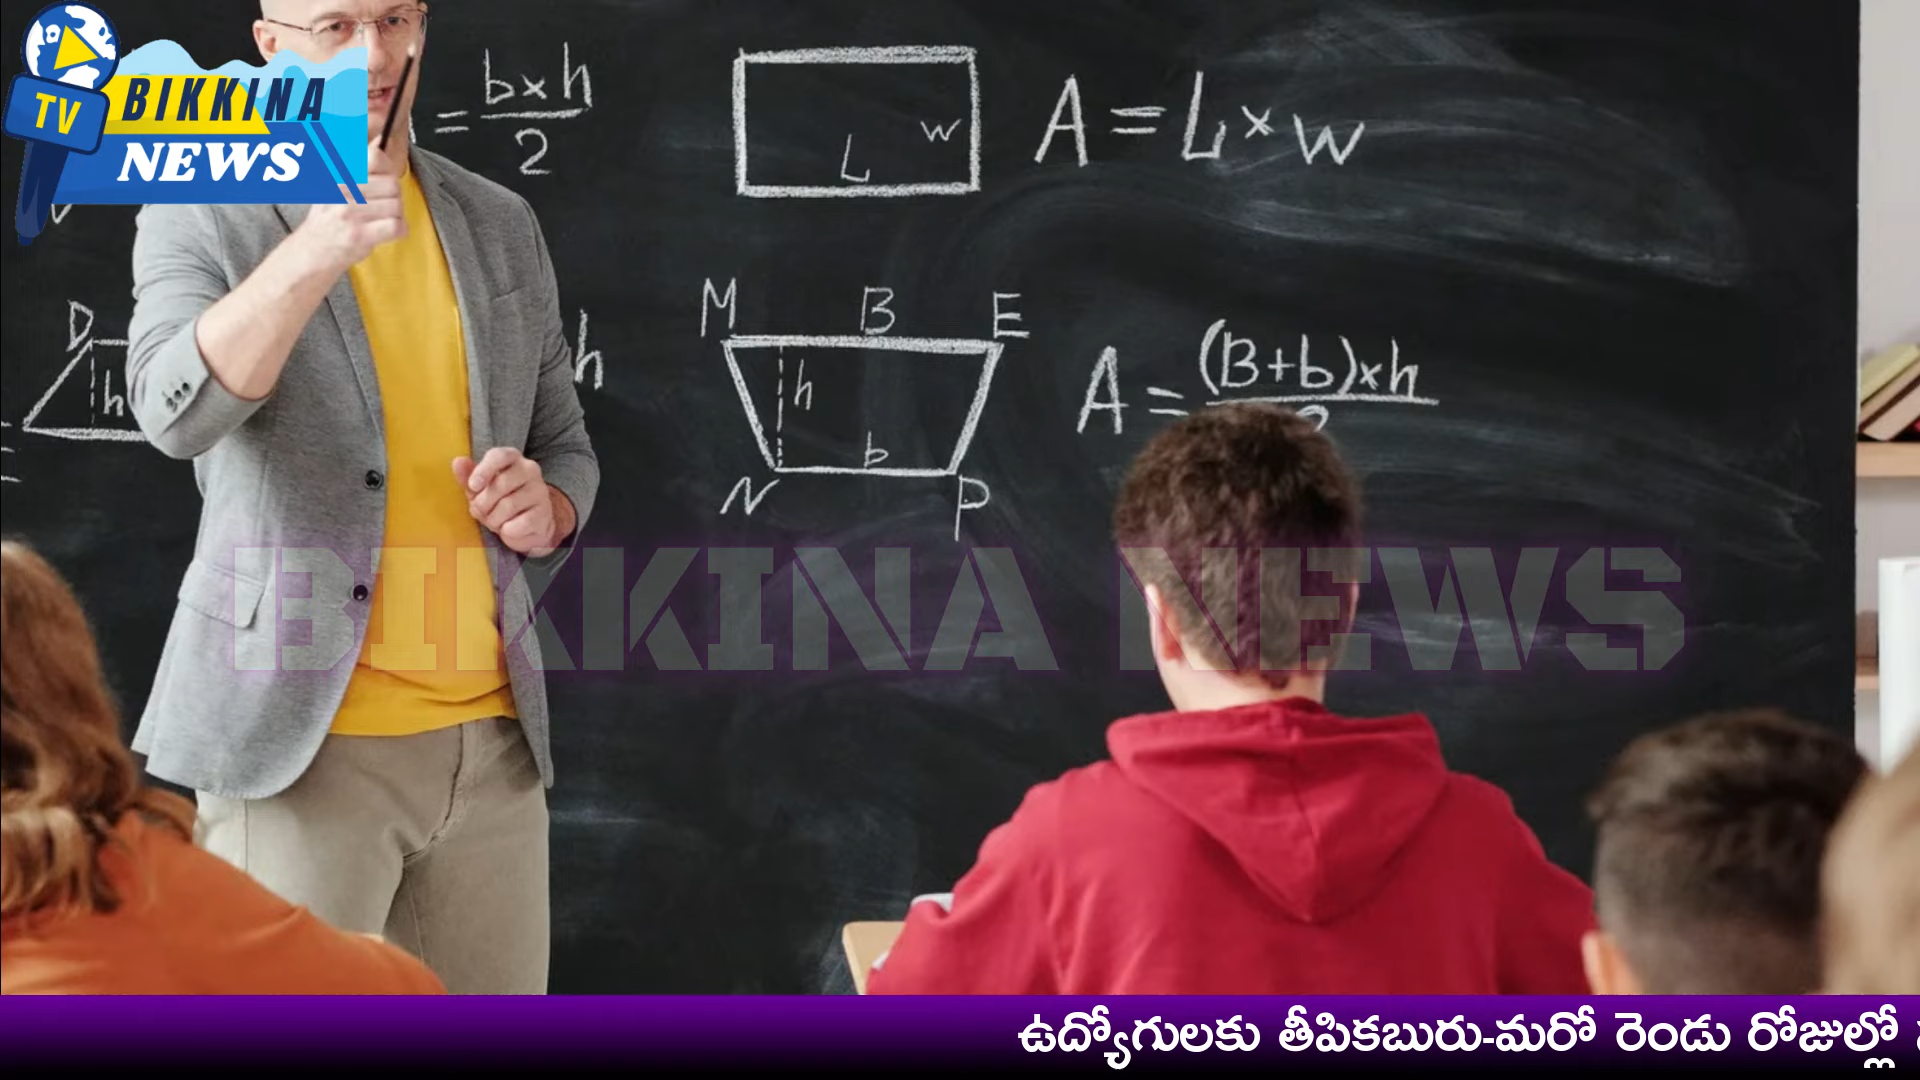 TV
BIKKINA
NEWS
= b×h
2
L
w
A = L×w
D
h
h
M
B
E
h
b
N
P
A = (B+b)×h
BIKKINA NEWS
ఉద్యోగులకు తీపికబురు-మరో రెండు రోజుల్లో